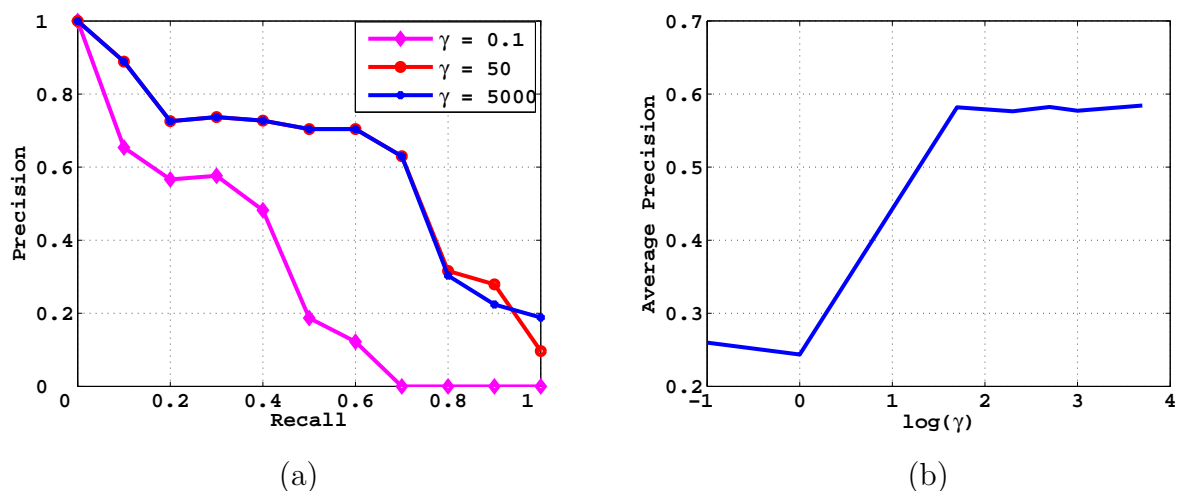 1
0.8
0.6
0.4
0.2
0
0
0.2
0.4
0.6
0.8
1
Precision
Recall
γ = 0.1
γ = 50
γ = 5000
(a)
0.7
0.6
0.5
0.4
0.3
0.2
-1
0
1
2
3
4
Average Precision
log(γ)
(b)